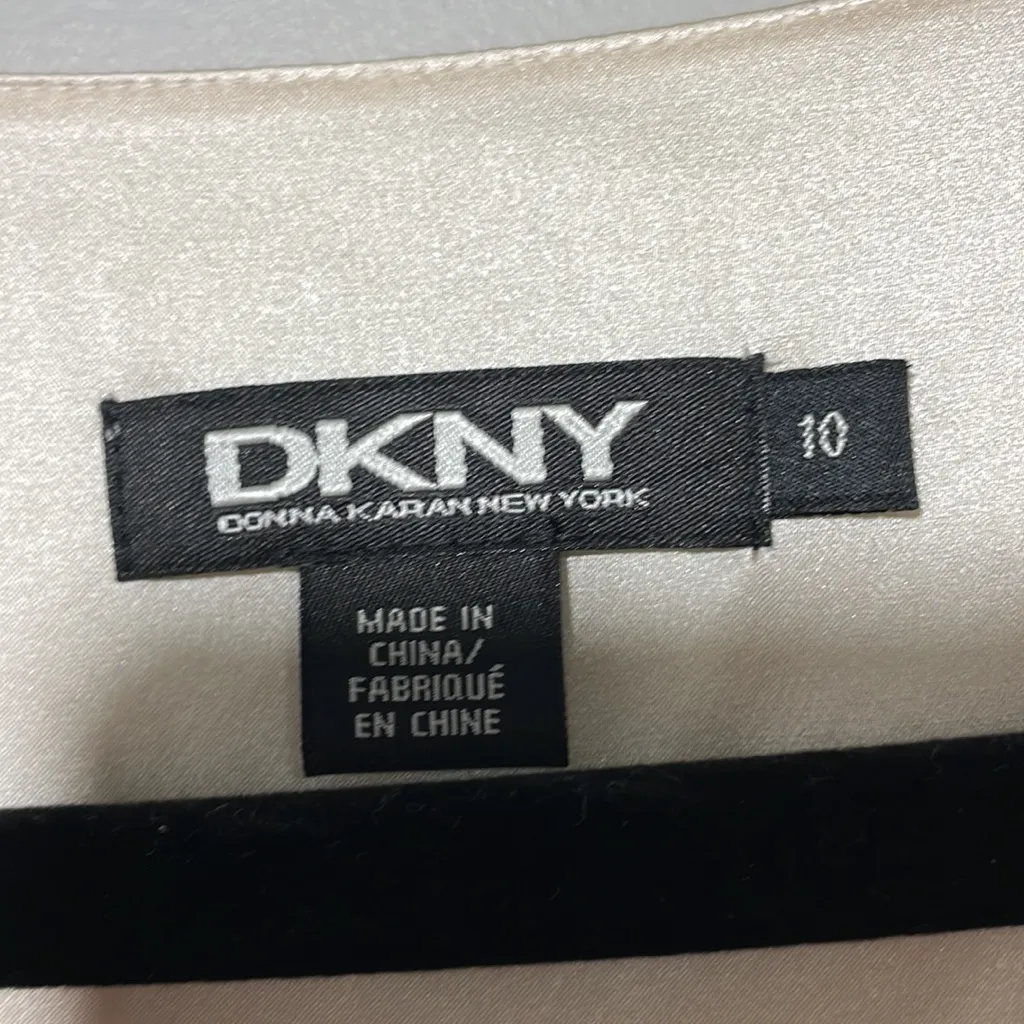 DKNY
DONNA KARAN NEW YORK
10
MADE IN
CHINA/
FABRIQUÉ
EN CHINE